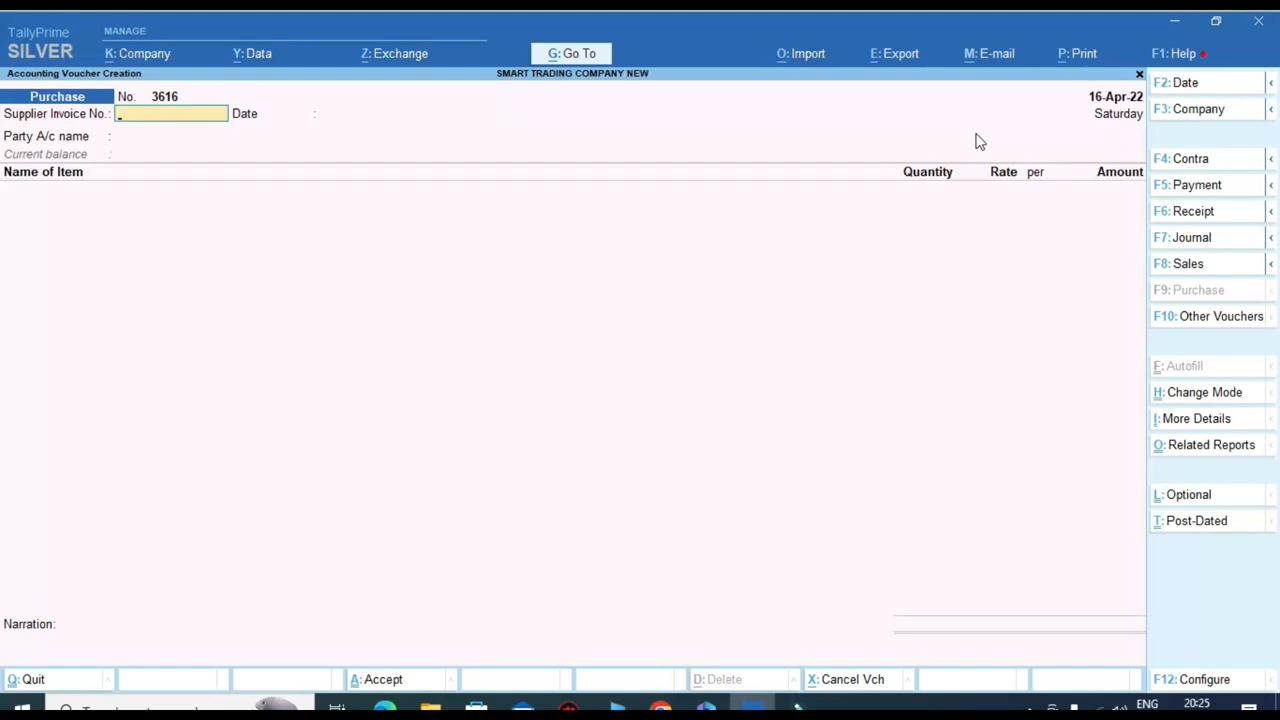 TallyPrime
SILVER
MANAGE
K: Company
Y: Data
Z: Exchange
G: Go To
O: Import
E: Export
M: E-mail
P: Print
F1: Help
Accounting Voucher Creation
SMART TRADING COMPANY NEW
Purchase No. 3616
16-Apr-22
Supplier Invoice No.: Date :
Saturday
Party A/c name :
Current balance :
Name of Item Quantity Rate per Amount
Narration:
F2: Date
F3: Company
F4: Contra
F5: Payment
F6: Receipt
F7: Journal
F8: Sales
F9: Purchase
F10: Other Vouchers
F: Autofill
H: Change Mode
I: More Details
O: Related Reports
L: Optional
T: Post-Dated
Q: Quit
A: Accept
D: Delete
X: Cancel Vch
F12: Configure
ENG
20:25